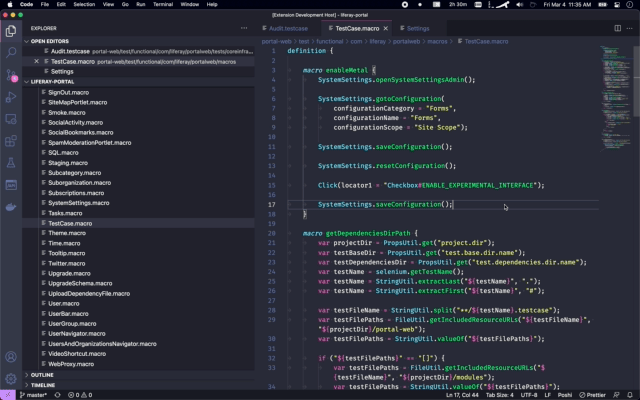 Code File Edit Selection View Go Run Terminal Window Help
2h 30m
Fri Mar 4 11:35 AM
[Extension Development Host] - liferay-portal
EXPLORER
OPEN EDITORS
Audit.testcase portal-web/test/functional/com/liferay/portalweb/tests/coreinfra...
TestCase.macro portal-web/test/functional/com/liferay/portalweb/macros
Settings
LIFERAY-PORTAL
SignOut.macro
SiteMapPortlet.macro
Smoke.macro
SocialActivity.macro
SocialBookmarks.macro
SpamModerationPortlet.macro
SQL.macro
Staging.macro
Subcategory.macro
Suborganization.macro
Subscriptions.macro
SystemSettings.macro
Tags.macro
Tasks.macro
TestCase.macro
Theme.macro
Time.macro
Tooltip.macro
Twitter.macro
Upgrade.macro
UpgradeSchema.macro
UploadDependencyFile.macro
User.macro
UserBar.macro
UserGroup.macro
UserNavigator.macro
UsersAndOrganizationsNavigator.macro
VideoShortcut.macro
WebProxy.macro
OUTLINE
TIMELINE
Audit.testcase
TestCase.macro
Settings
portal-web > test > functional > com > liferay > portalweb > macros > TestCase.macro
definition {
2
3 macro enableMetal {
4 SystemSettings.openSystemSettingsAdmin();
5
6 SystemSettings.gotoConfiguration(
7 configurationCategory = "Forms",
8 configurationName = "Forms",
9 configurationScope = "Site Scope");
10
11 SystemSettings.saveConfiguration();
12
13 SystemSettings.resetConfiguration();
14
15 Click(locator1 = "Checkbox#ENABLE_EXPERIMENTAL_INTERFACE");
16
17 SystemSettings.saveConfiguration();
18 }
19
20 macro getDependenciesDirPath {
21 var projectDir = PropsUtil.get("project.dir");
22 var testBaseDir = PropsUtil.get("test.base.dir.name");
23 var testDependenciesDir = PropsUtil.get("test.dependencies.dir.name");
24 var testName = selenium.getTestName();
25 var testName = StringUtil.extractLast("${testName}", ".");
26 var testName = StringUtil.extractFirst("${testName}", "#");
27
28 var testFileName = StringUtil.split("**/${testName}.testcase");
29 var testFilePaths = FileUtil.getIncludedResourceURLs("${testFileName}",
"${projectDir}/portal-web");
30 var testFilePaths = StringUtil.valueOf("${testFilePaths}");
31
32 if ("${testFilePaths}" == "[]") {
33 var testFilePaths = FileUtil.getIncludedResourceURLs("$
{testFileName}", "${projectDir}/modules");
34 var testFilePaths = StringUtil.valueOf("${testFilePaths}");
master*
0 0
Ln 17, Col 44 Tab Size: 4 UTF-8 LF Poshi Prettier